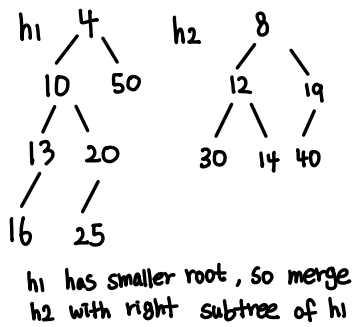 h1 4 h2 8
10 50 12 19
13 20 30 14 40
16 25
h1 has smaller root, so merge
h2 with right subtree of h1